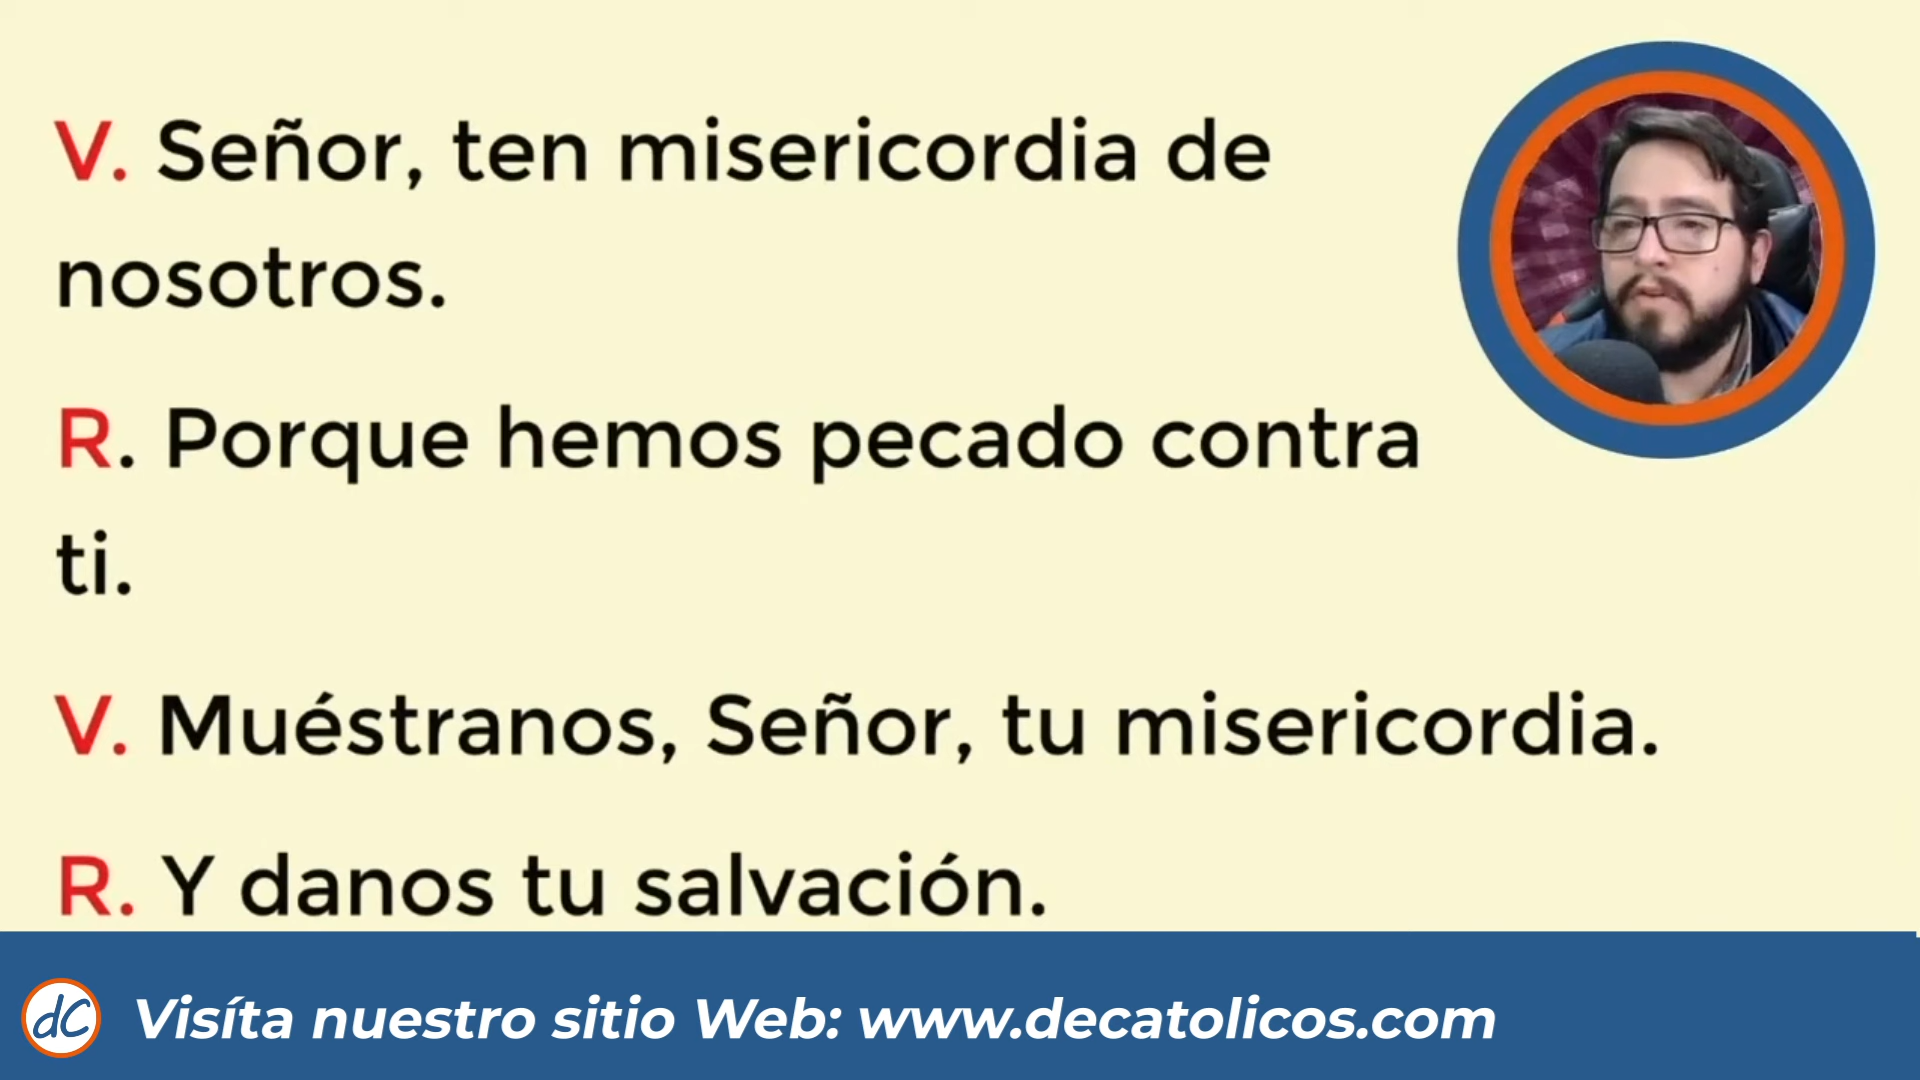 V. Señor, ten misericordia de
nosotros.
R. Porque hemos pecado contra
ti.
V. Muéstranos, Señor, tu misericordia.
R. Y danos tu salvación.
dC Visíta nuestro sitio Web: www.decatolicos.com